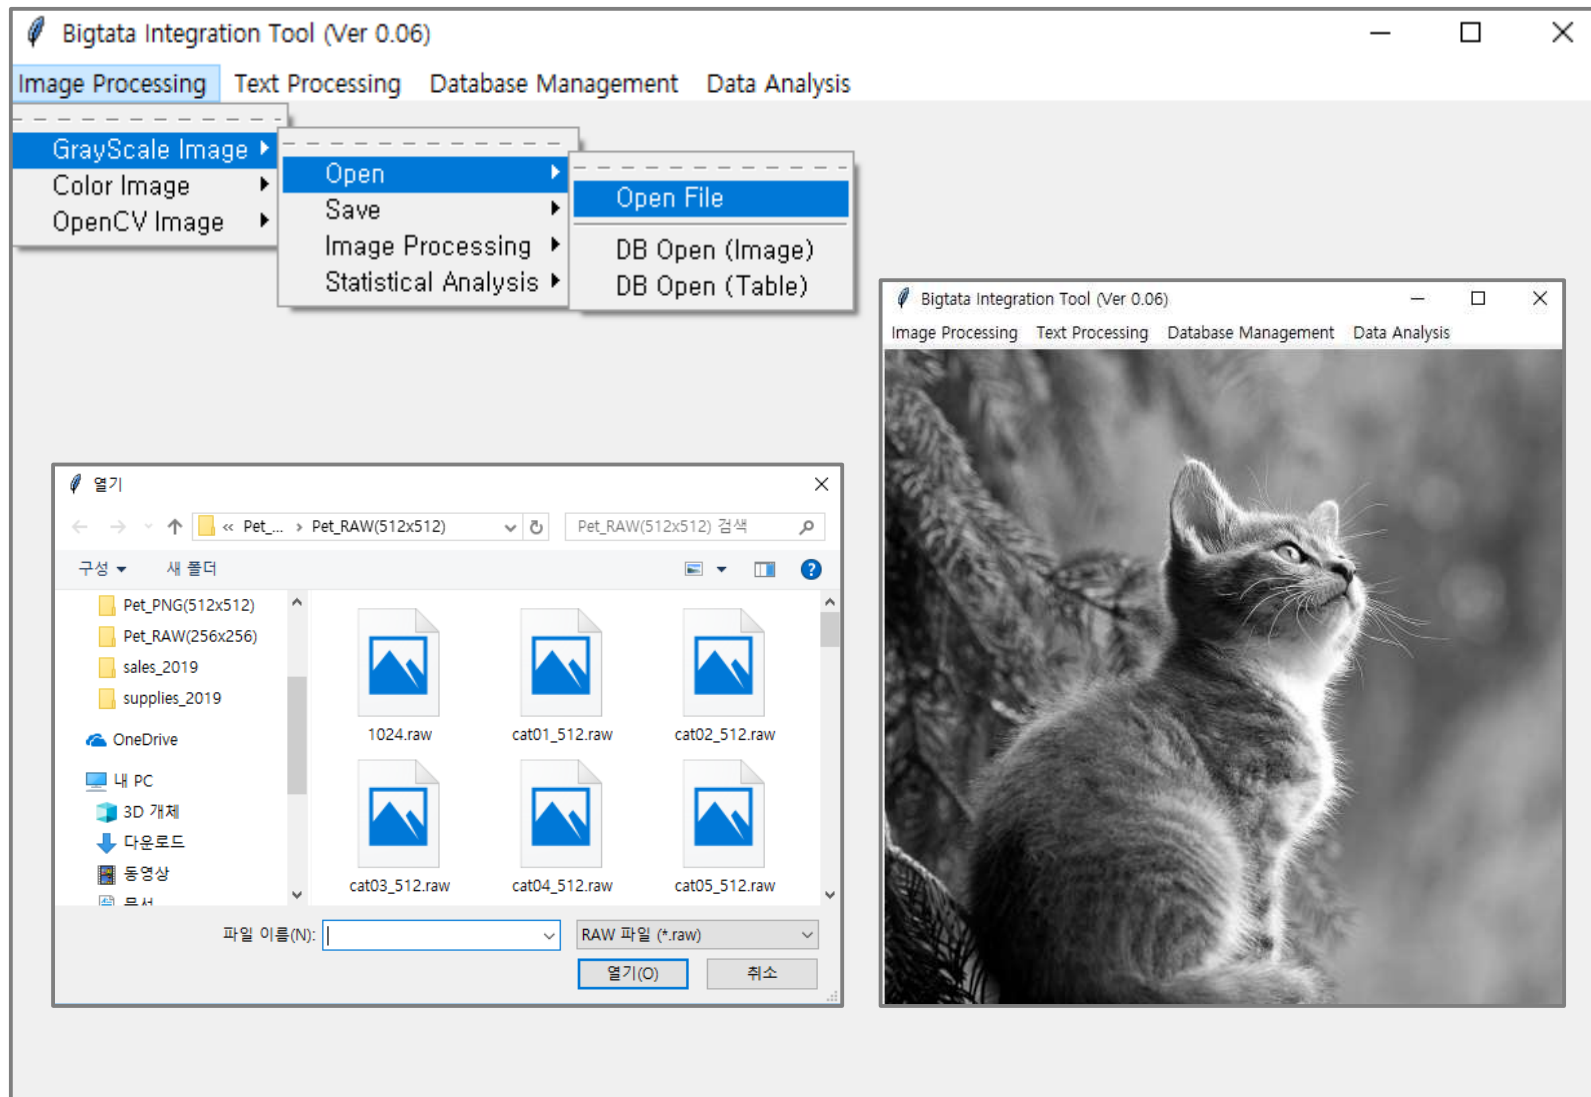 Bigtata Integration Tool (Ver 0.06)
Image Processing Text Processing Database Management Data Analysis
GrayScale Image
Color Image
OpenCV Image
Open
Save
Image Processing
Statistical Analysis
Open File
DB Open (Image)
DB Open (Table)
Bigtata Integration Tool (Ver 0.06)
Image Processing Text Processing Database Management Data Analysis
열기
« Pet_... › Pet_RAW(512x512)
Pet_RAW(512x512) 검색
구성 새 폴더
Pet_PNG(512x512)
Pet_RAW(256x256)
sales_2019
supplies_2019
OneDrive
내 PC
3D 개체
다운로드
동영상
문서
1024.raw cat01_512.raw cat02_512.raw
cat03_512.raw cat04_512.raw cat05_512.raw
파일 이름(N):
RAW 파일 (*.raw)
열기(O) 취소